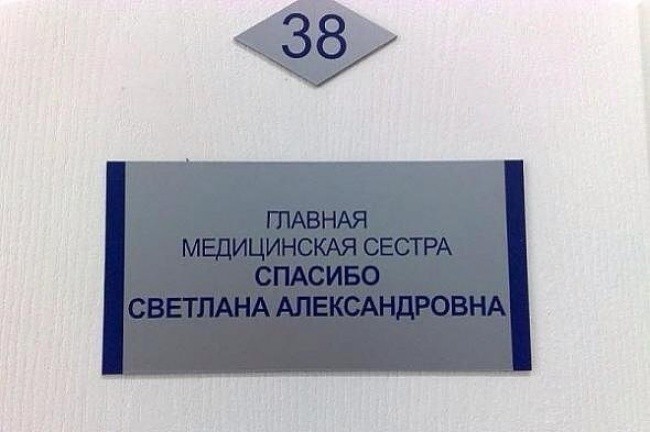 38
ГЛАВНАЯ
МЕДИЦИНСКАЯ СЕСТРА
СПАСИБО
СВЕТЛАНА АЛЕКСАНДРОВНА